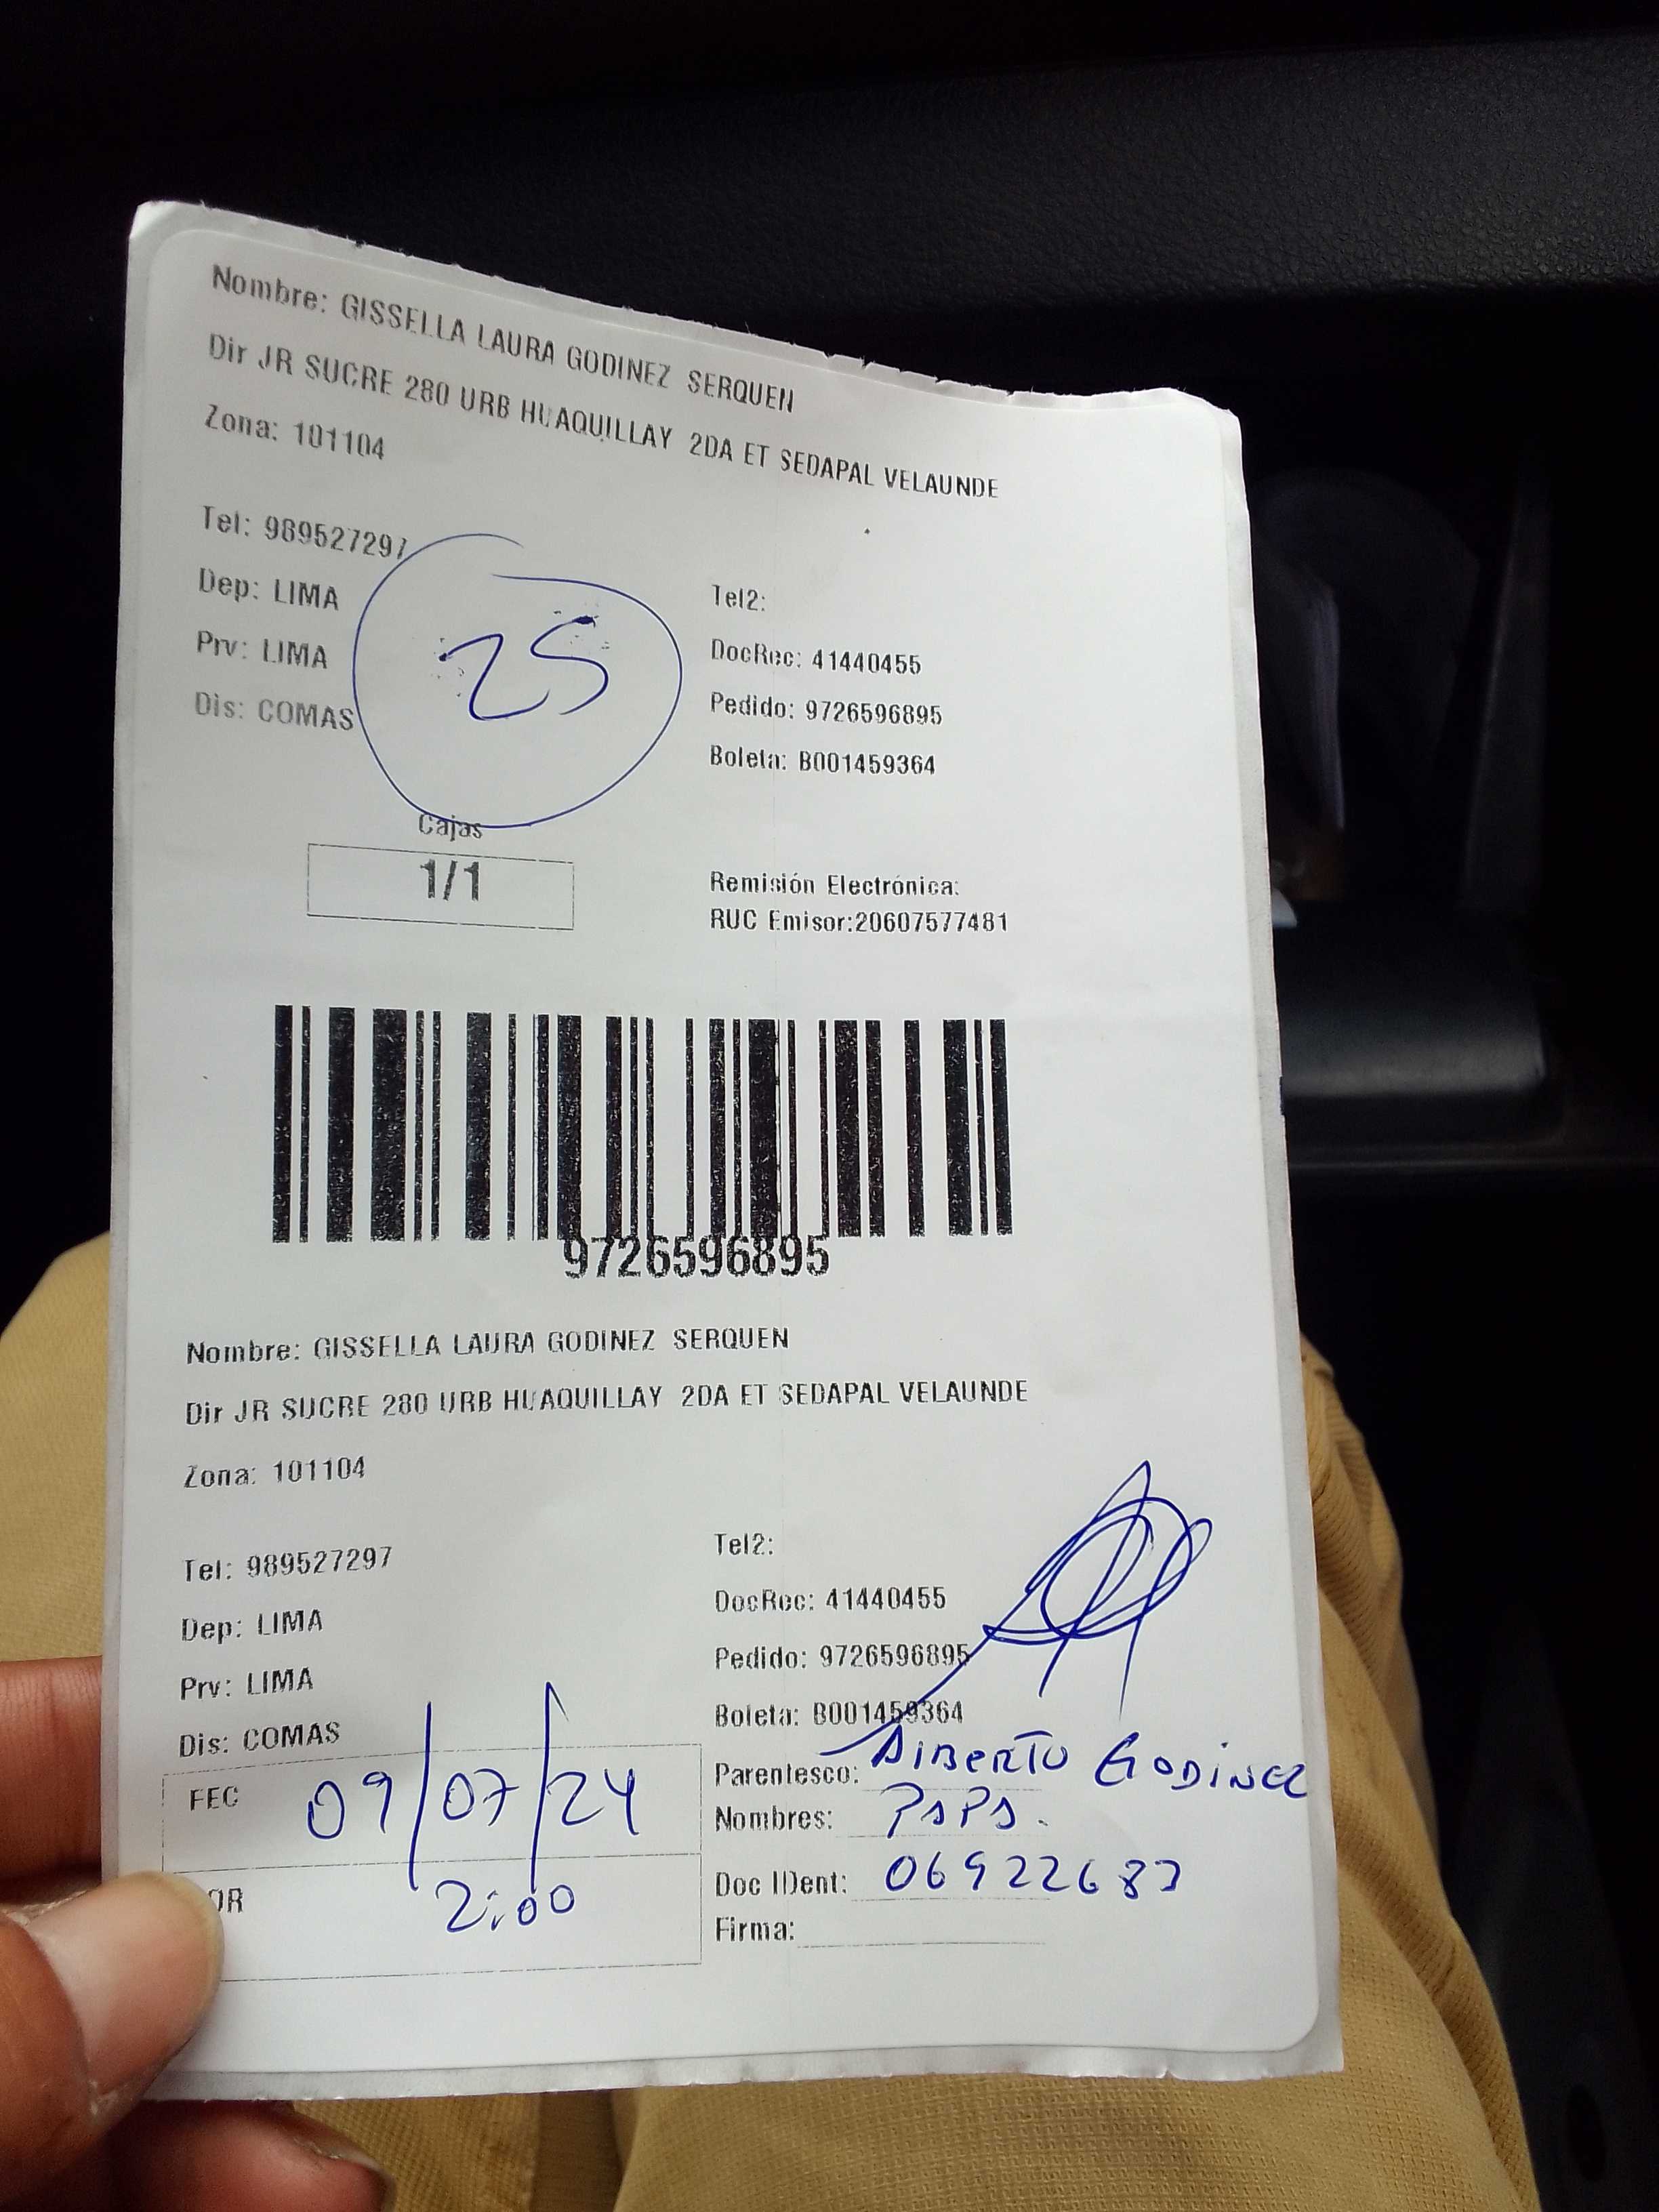 Nombre: GISSELLA LAURA GODINEZ SERQUEN
Dir JR SUCRE 280 URB HUAQUILLAY 2DA ET SEDAPAL VELAUNDE
Zona: 101104
Tel: 989527297
Dep: LIMA
Prv: LIMA
Dis: COMAS
25
Tel2:
DocRec: 41440455
Pedido: 9726596895
Boleta: B001459364
Cajas
1/1
Remisión Electrónica:
RUC Emisor:20607577481
9726596895
Nombre: GISSELLA LAURA GODINEZ SERQUEN
Dir JR SUCRE 280 URB HUAQUILLAY 2DA ET SEDAPAL VELAUNDE
Zona: 101104
Tel: 989527297
Dep: LIMA
Prv: LIMA
Dis: COMAS
Tel2:
DocRec: 41440455
Pedido: 9726596895
Boleta: B001459364
FEC 09/07/24
OR 2:00
Parentesco: AlBERTO GODINEZ
Nombres: PAPA.
Doc IDent:
Firma: